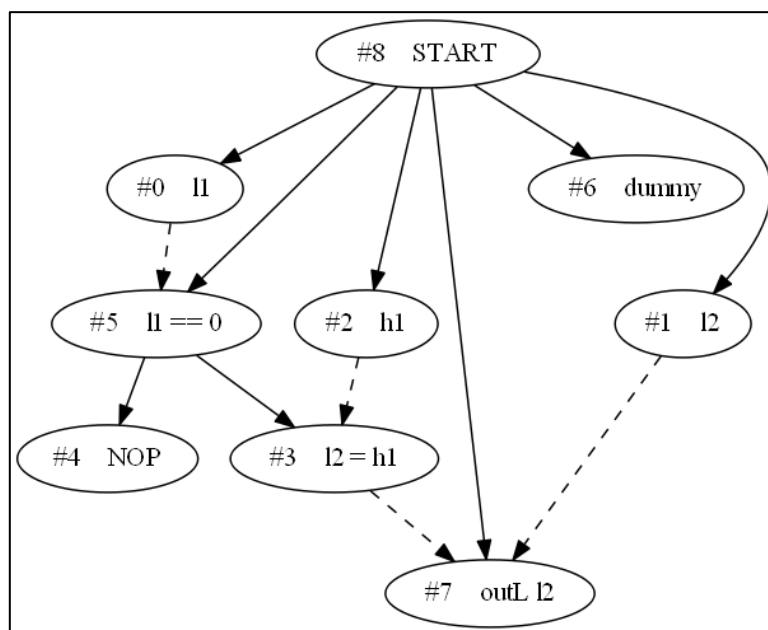 #8 START
#0 l1
#6 dummy
#5 l1 == 0
#2 h1
#1 l2
#4 NOP
#3 l2 = h1
#7 outL l2